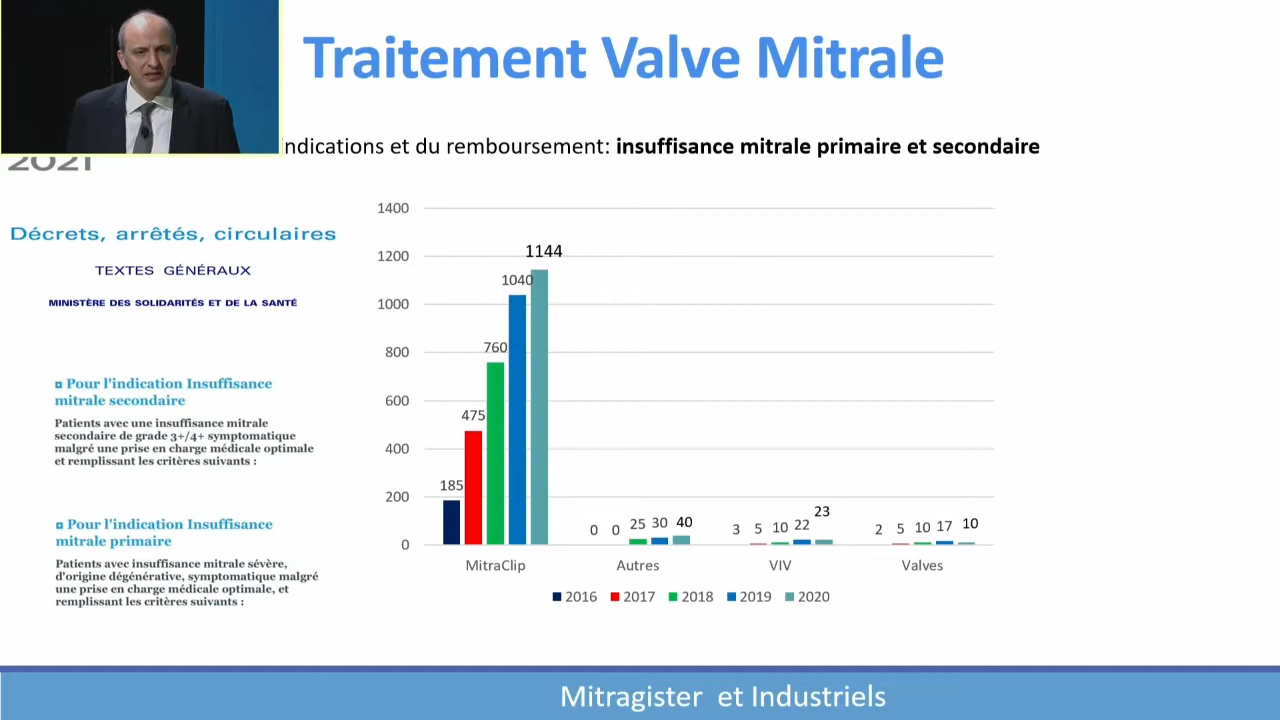 Traitement Valve Mitrale
indications et du remboursement: insuffisance mitrale primaire et secondaire
2021
Décrets, arrêtés, circulaires
TEXTES GÉNÉRAUX
MINISTÈRE DES SOLIDARITÉS ET DE LA SANTÉ
Pour l'indication Insuffisance
mitrale secondaire
Patients avec une insuffisance mitrale
secondaire de grade 3+/4+ symptomatique
malgré une prise en charge médicale optimale
et remplissant les critères suivants :
Pour l'indication Insuffisance
mitrale primaire
Patients avec insuffisance mitrale sévère,
d'origine dégénérative, symptomatique malgré
une prise en charge médicale optimale, et
remplissant les critères suivants :
1400
1200
1000
800
600
400
200
0
185
475
760
1040
1144
0 0 25 30 40
3 5 10 22 23
2 5 10 17 10
MitraClip Autres VIV Valves
2016 2017 2018 2019 2020
Mitragister et Industriels